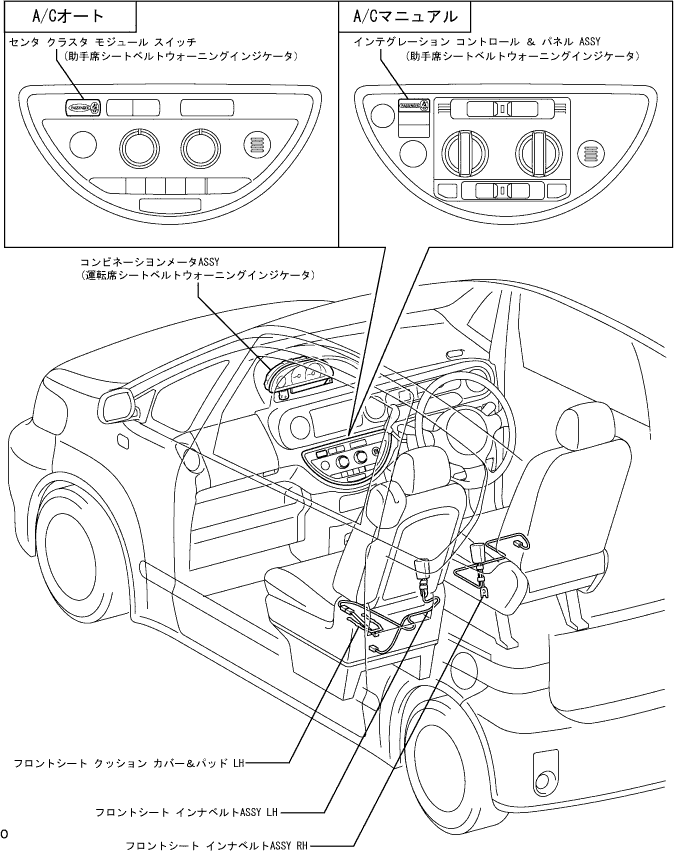 A/Cオート
センタ クラスタ モジュール スイッチ
(助手席シートベルトウォーニングインジケータ)
PASSENGER
A/Cマニュアル
インテグレーション コントロール & パネル ASSY
(助手席シートベルトウォーニングインジケータ)
PASSENGER
コンビネーションメータASSY
(運転席シートベルトウォーニングインジケータ)
フロントシート クッション カバー&パッド LH
フロントシート インナベルトASSY LH
フロントシート インナベルトASSY RH
O